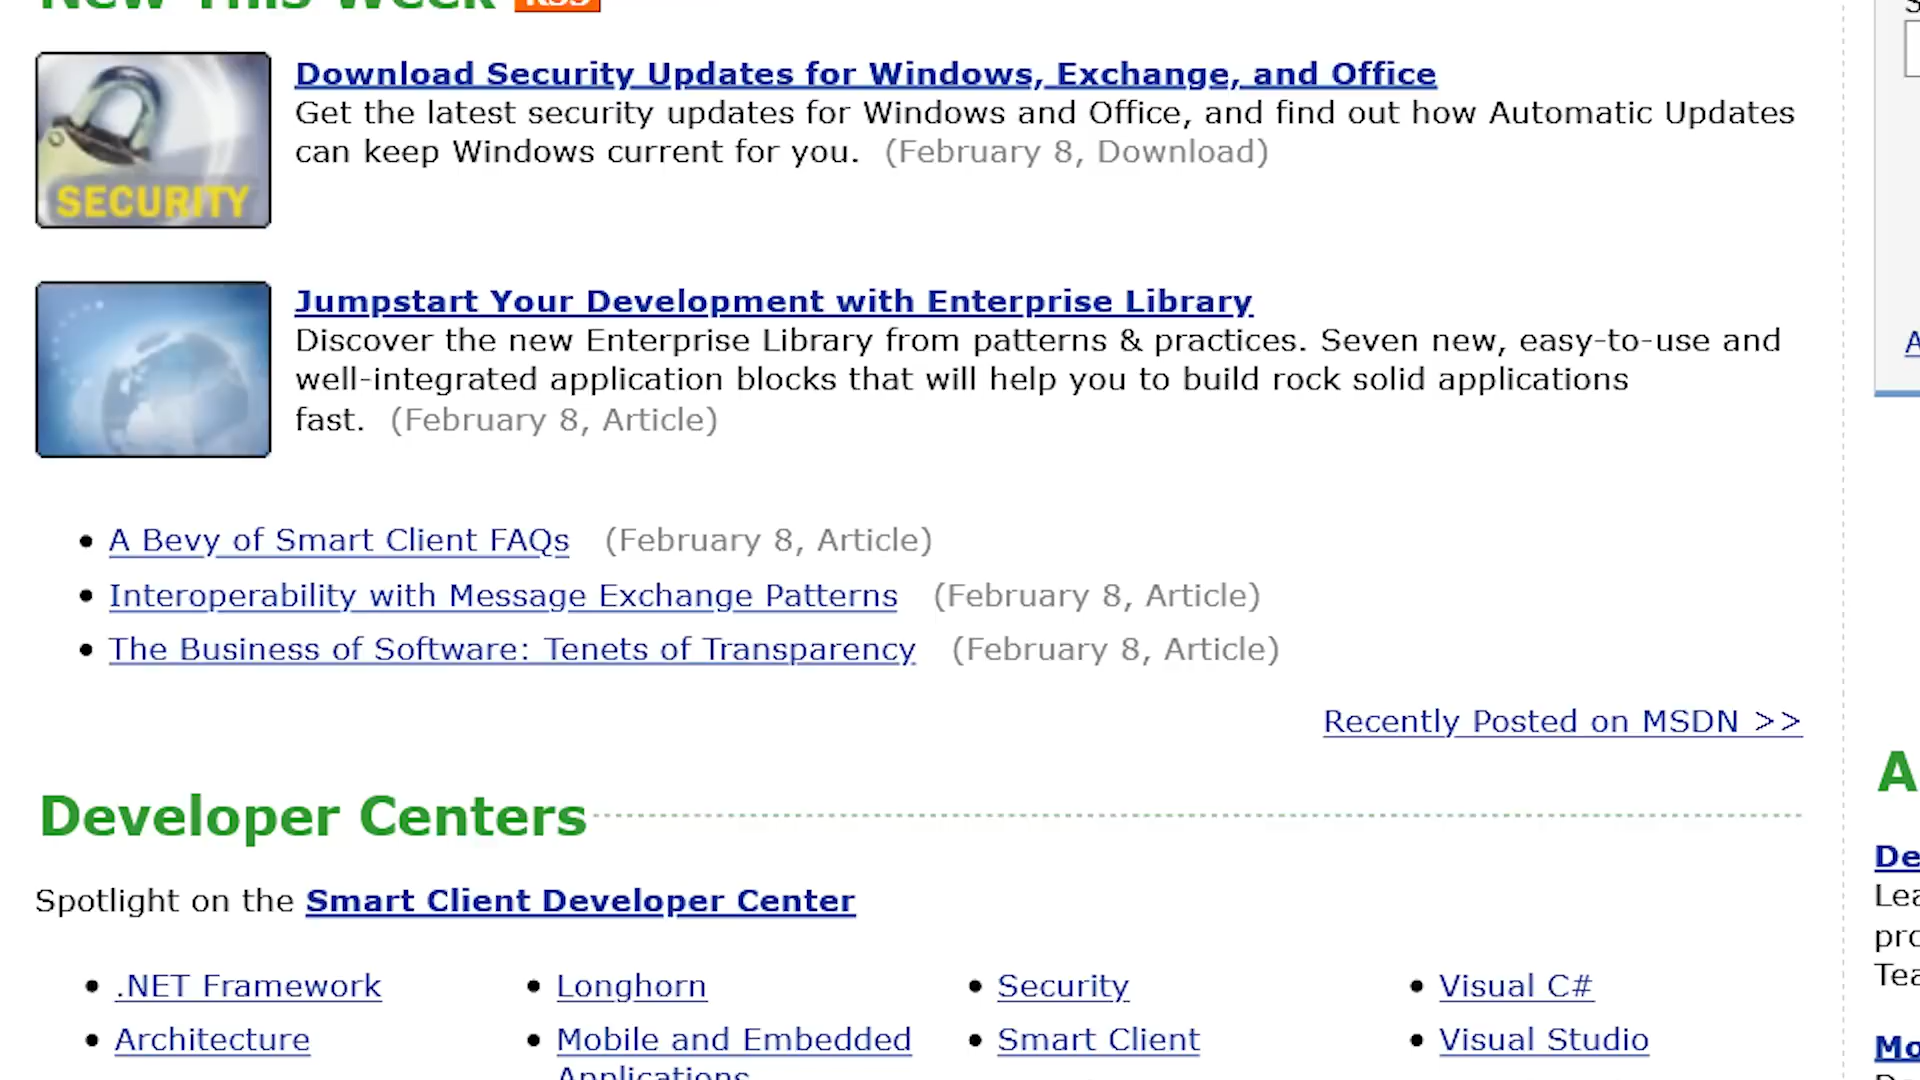 New This Week RSS
SECURITY
Download Security Updates for Windows, Exchange, and Office
Get the latest security updates for Windows and Office, and find out how Automatic Updates
can keep Windows current for you. (February 8, Download)
Jumpstart Your Development with Enterprise Library
Discover the new Enterprise Library from patterns & practices. Seven new, easy-to-use and
well-integrated application blocks that will help you to build rock solid applications
fast. (February 8, Article)
• A Bevy of Smart Client FAQs (February 8, Article)
• Interoperability with Message Exchange Patterns (February 8, Article)
• The Business of Software: Tenets of Transparency (February 8, Article)
Recently Posted on MSDN >>
Developer Centers
Spotlight on the Smart Client Developer Center
• .NET Framework
• Architecture
• Longhorn
• Mobile and Embedded
Applications
• Security
• Smart Client
• Visual C#
• Visual Studio